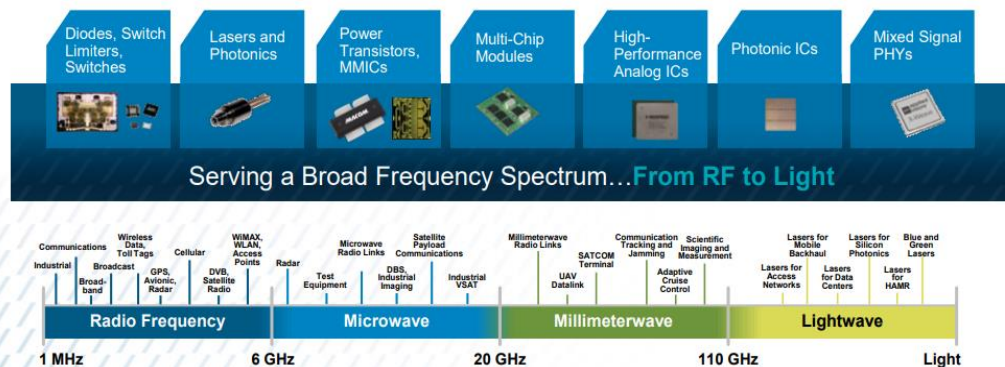 Diodes, Switch
Limiters,
Switches
Lasers and
Photonics
Power
Transistors,
MMICs
Multi-Chip
Modules
High-
Performance
Analog ICs
Photonic ICs
Mixed Signal
PHYs
MACOM
Serving a Broad Frequency Spectrum…From RF to Light
Industrial
Communications
Broad-
band
Broadcast
Wireless
Data,
Toll Tags
GPS,
Avionic,
Radar
Cellular
DVB,
Satellite
Radio
WiMAX,
WLAN,
Access
Points
Radar
Test
Equipment
Microwave
Radio Links
DBS,
Industrial
Imaging
Satellite
Payload
Communications
Industrial
VSAT
Millimeterwave
Radio Links
UAV
Datalink
SATCOM
Terminal
Communication
Tracking and
Jamming
Adaptive
Cruise
Control
Scientific
Imaging and
Measurement
Lasers for
Access
Networks
Lasers for
Mobile
Backhaul
Lasers
for Data
Centers
Lasers for
Silicon
Photonics
Lasers
for
HAMR
Blue and
Green
Lasers
Radio Frequency
Microwave
Millimeterwave
Lightwave
1 MHz
6 GHz
20 GHz
110 GHz
Light